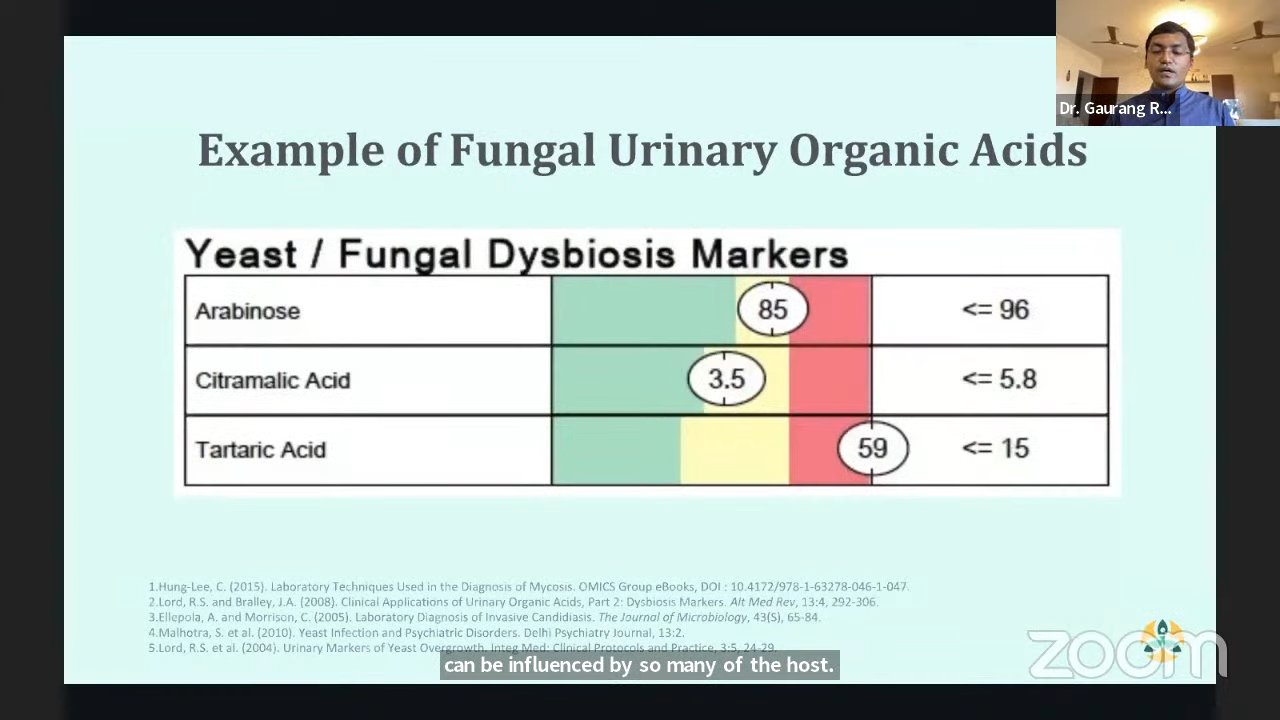 Dr. Gaurang R...
Example of Fungal Urinary Organic Acids
Yeast / Fungal Dysbiosis Markers
Arabinose 85 <= 96
Citramalic Acid 3.5 <= 5.8
Tartaric Acid 59 <= 15
1.Hung-Lee, C. (2015). Laboratory Techniques Used in the Diagnosis of Mycosis. OMICS Group eBooks, DOI : 10.4172/978-1-63278-046-1-047.
2.Lord, R.S. and Bralley, J.A. (2008). Clinical Applications of Urinary Organic Acids, Part 2: Dysbiosis Markers. Alt Med Rev, 13:4, 292-306.
3.Ellepola, A. and Morrison, C. (2005). Laboratory Diagnosis of Invasive Candidiasis. The Journal of Microbiology, 43(S), 65-84.
4.Malhotra, S. et al. (2010). Yeast Infection and Psychiatric Disorders. Delhi Psychiatry Journal, 13:2.
5.Lord, R.S. et al. (2004). Urinary Markers of Yeast Overgrowth. Integ Med: Clinical Protocols and Practice, 3:5, 24-29.
can be influenced by so many of the host.
zoom